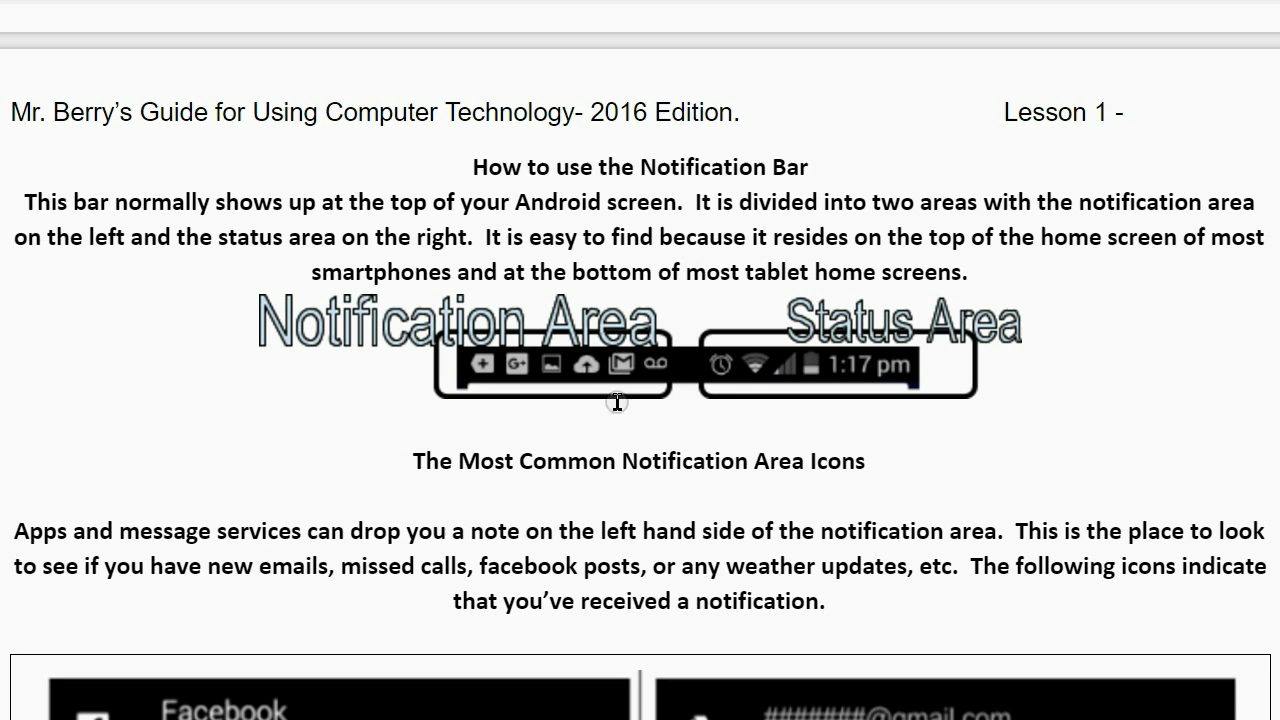 Mr. Berry’s Guide for Using Computer Technology- 2016 Edition. Lesson 1 -
How to use the Notification Bar
This bar normally shows up at the top of your Android screen.  It is divided into two areas with the notification area
on the left and the status area on the right.  It is easy to find because it resides on the top of the home screen of most
smartphones and at the bottom of most tablet home screens.
Notification Area Status Area
G+ 1:17 pm
The Most Common Notification Area Icons
Apps and message services can drop you a note on the left hand side of the notification area.  This is the place to look
to see if you have new emails, missed calls, facebook posts, or any weather updates, etc.  The following icons indicate
that you’ve received a notification.
Facebook #######@gmail.com